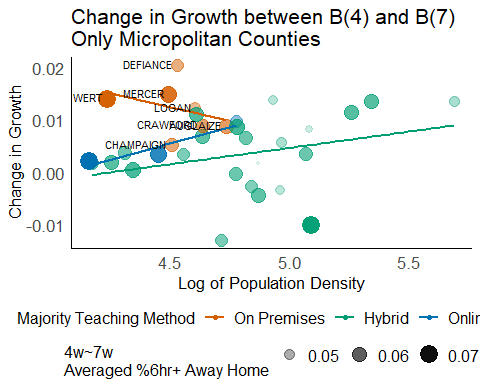 Change in Growth between B(4) and B(7)
Only Micropolitan Counties
Change in Growth
0.02
0.01
0.00
-0.01
DEFIANCE
WERT
MERCER
LOGAN
CRAWFORD
AUGLAIZE
CHAMPAIGN
4.5
5.0
5.5
Log of Population Density
Majority Teaching Method
On Premises
Hybrid
Onlin
4w~7w
Averaged %6hr+ Away Home
0.05
0.06
0.07